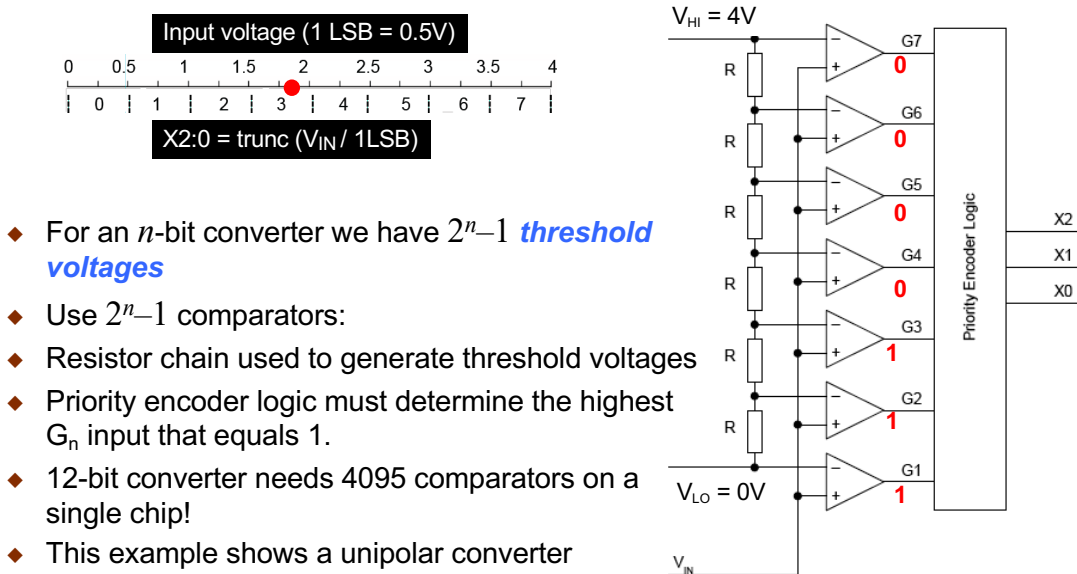 Input voltage (1 LSB = 0.5V)
0 0.5 1 1.5 2 2.5 3 3.5 4
0 1 2 3 4 5 6 7
X2:0 = trunc (VIN / 1LSB)
◆ For an n-bit converter we have 2ⁿ–1 threshold
voltages
◆ Use 2ⁿ–1 comparators:
◆ Resistor chain used to generate threshold voltages
◆ Priority encoder logic must determine the highest
Gn input that equals 1.
◆ 12-bit converter needs 4095 comparators on a
single chip!
◆ This example shows a unipolar converter
VHI = 4V
G7
0
R
G6
0
R
G5
0
R
G4
0
R
G3
1
R
G2
1
R
G1
1
VLO = 0V
VIN
Priority Encoder Logic
X2
X1
X0